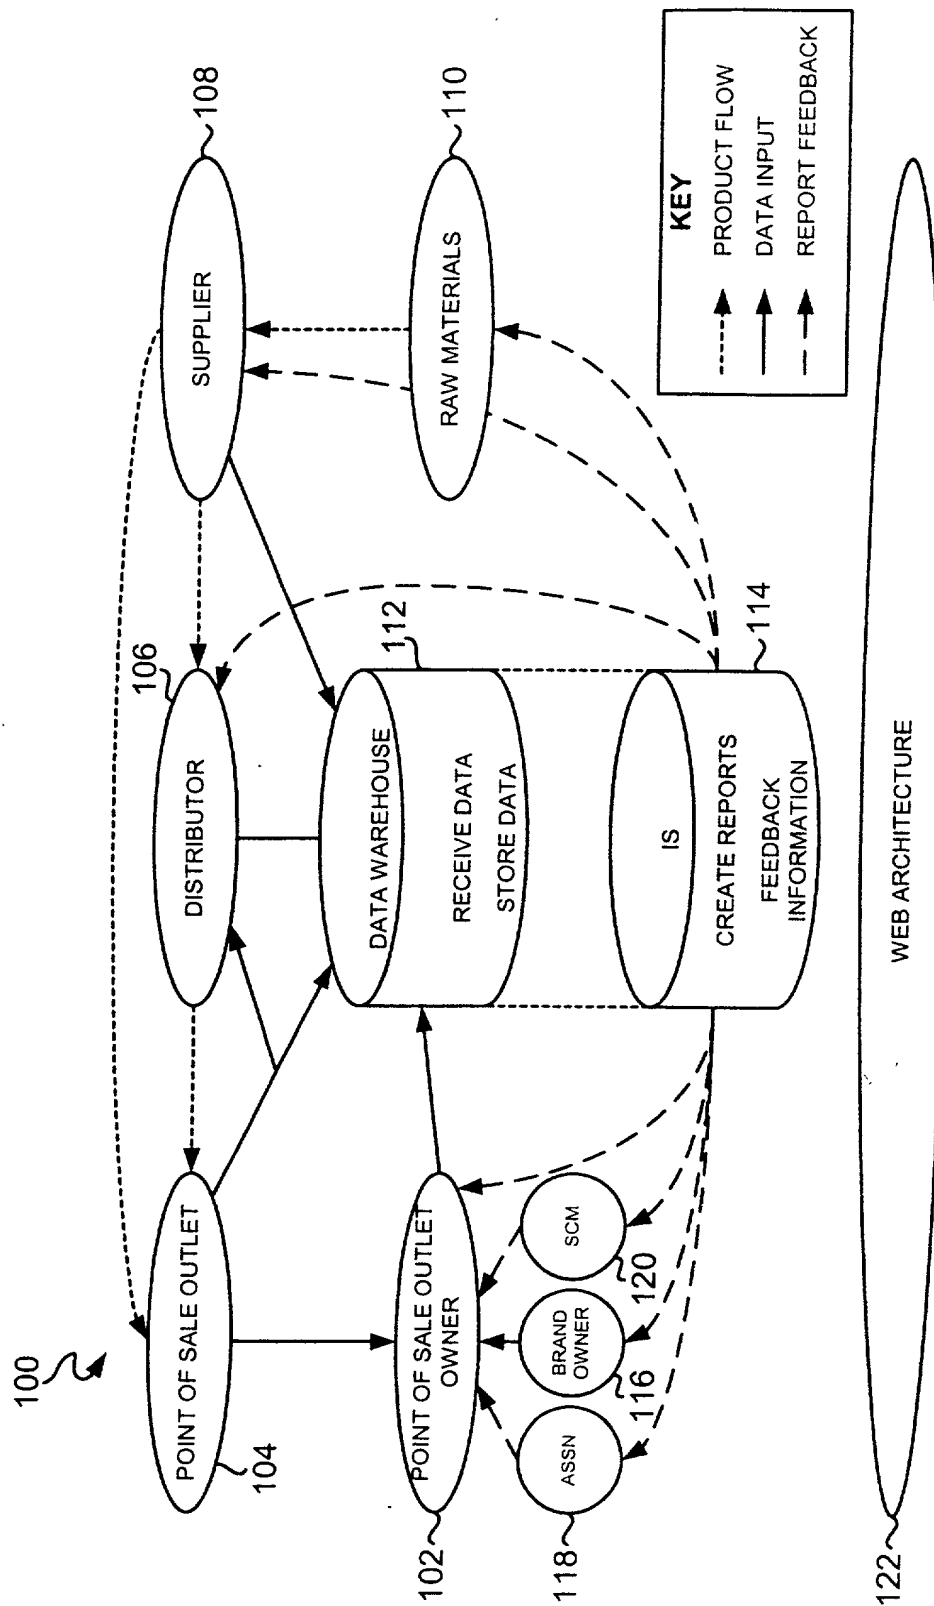 100
108
SUPPLIER
106
DISTRIBUTOR
POINT OF SALE OUTLET
104
110
RAW MATERIALS
112
DATA WAREHOUSE
RECEIVE DATA
STORE DATA
POINT OF SALE OUTLET
OWNER
102
SCM
120
BRAND
OWNER
116
ASSN
118
114
IS
CREATE REPORTS
FEEDBACK
INFORMATION
KEY
PRODUCT FLOW
DATA INPUT
REPORT FEEDBACK
WEB ARCHITECTURE
122